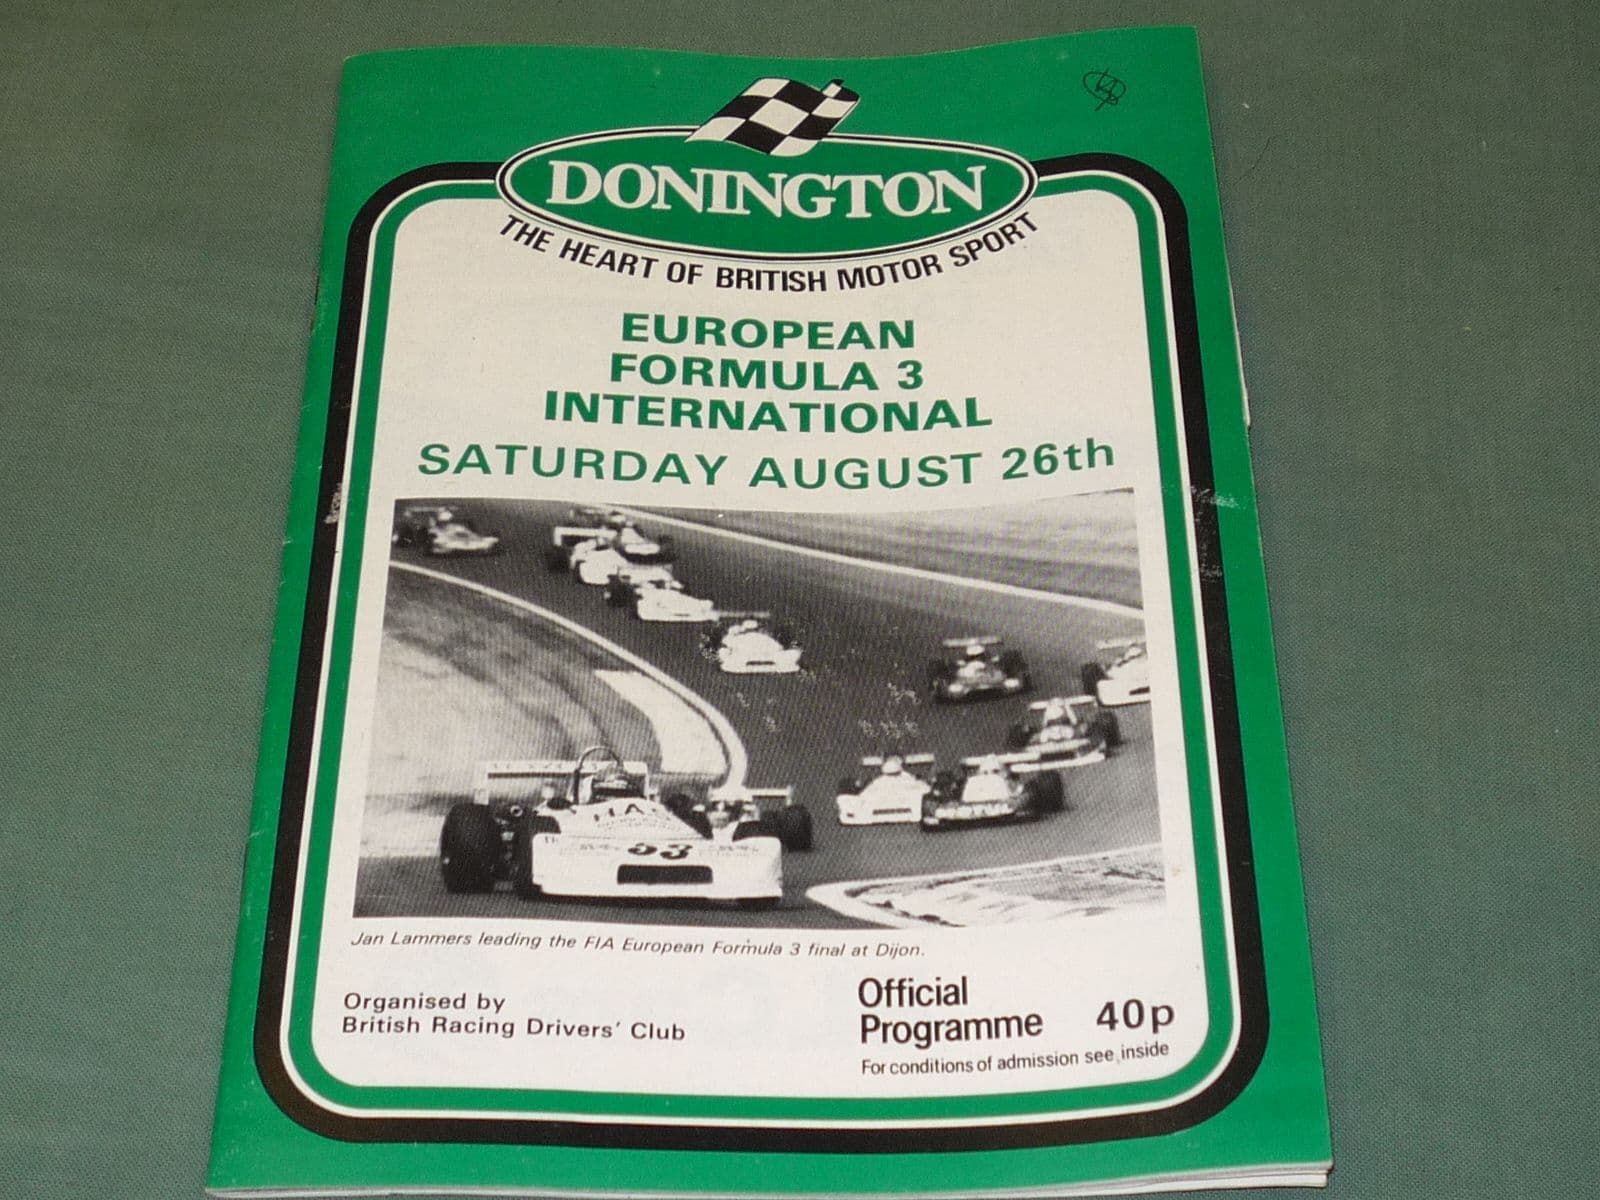 DONINGTON
THE HEART OF BRITISH MOTOR SPORT
EUROPEAN
FORMULA 3
INTERNATIONAL
SATURDAY AUGUST 26th
33
Jan Lammers leading the FIA European Formula 3 final at Dijon.
Organised by
British Racing Drivers' Club
Official
Programme 40p
For conditions of admission see inside